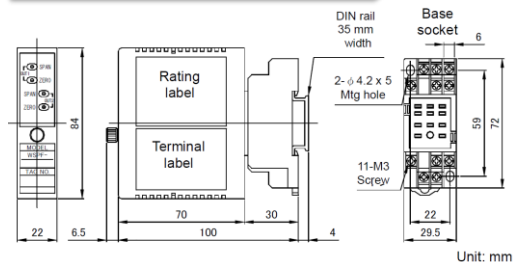 DIN rail
35 mm
width
Base
socket
6
SPAN
OUT1
ZERO
SPAN
OUT2
ZERO
MODEL
WSPF-
TAG NO.
84
Rating
label
Terminal
label
2-φ 4.2 x 5
Mtg hole
11-M3
Screw
59
72
22
6.5
70
30
100
4
22
29.5
Unit: mm